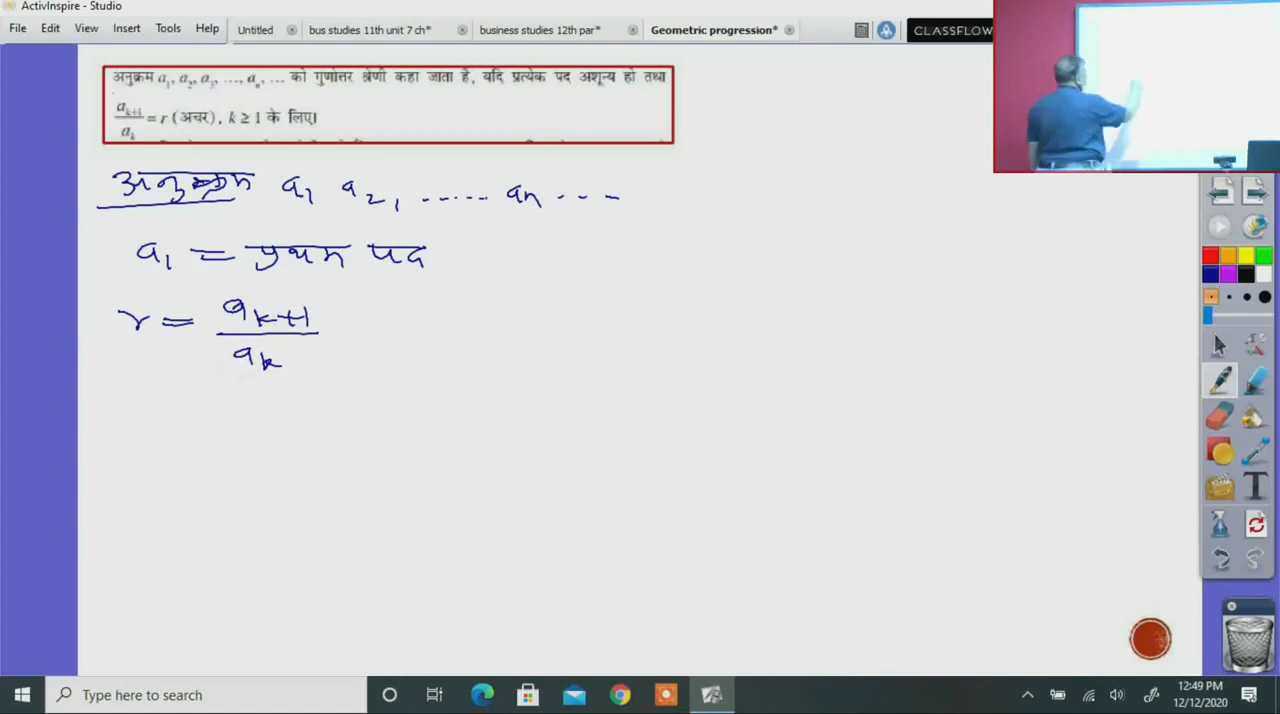 ActivInspire - Studio
File Edit View Insert Tools Help Untitled bus studies 11th unit 7 ch* business studies 12th par* Geometric progression* CLASSFLOW
अनुक्रम a₁, a₂, a₃, ..., aₙ, ... को गुणोत्तर श्रेणी कहा जाता है, यदि प्रत्येक पद अशून्य हो तथा
aₖ₊₁/aₖ = r (अचर), k ≥ 1 के लिए।
अनुक्रम a₁ a₂, ...... an ....
a₁ = प्रथम पद
r = aₖ₊₁/aₖ
Type here to search
12:49 PM
12/12/2020